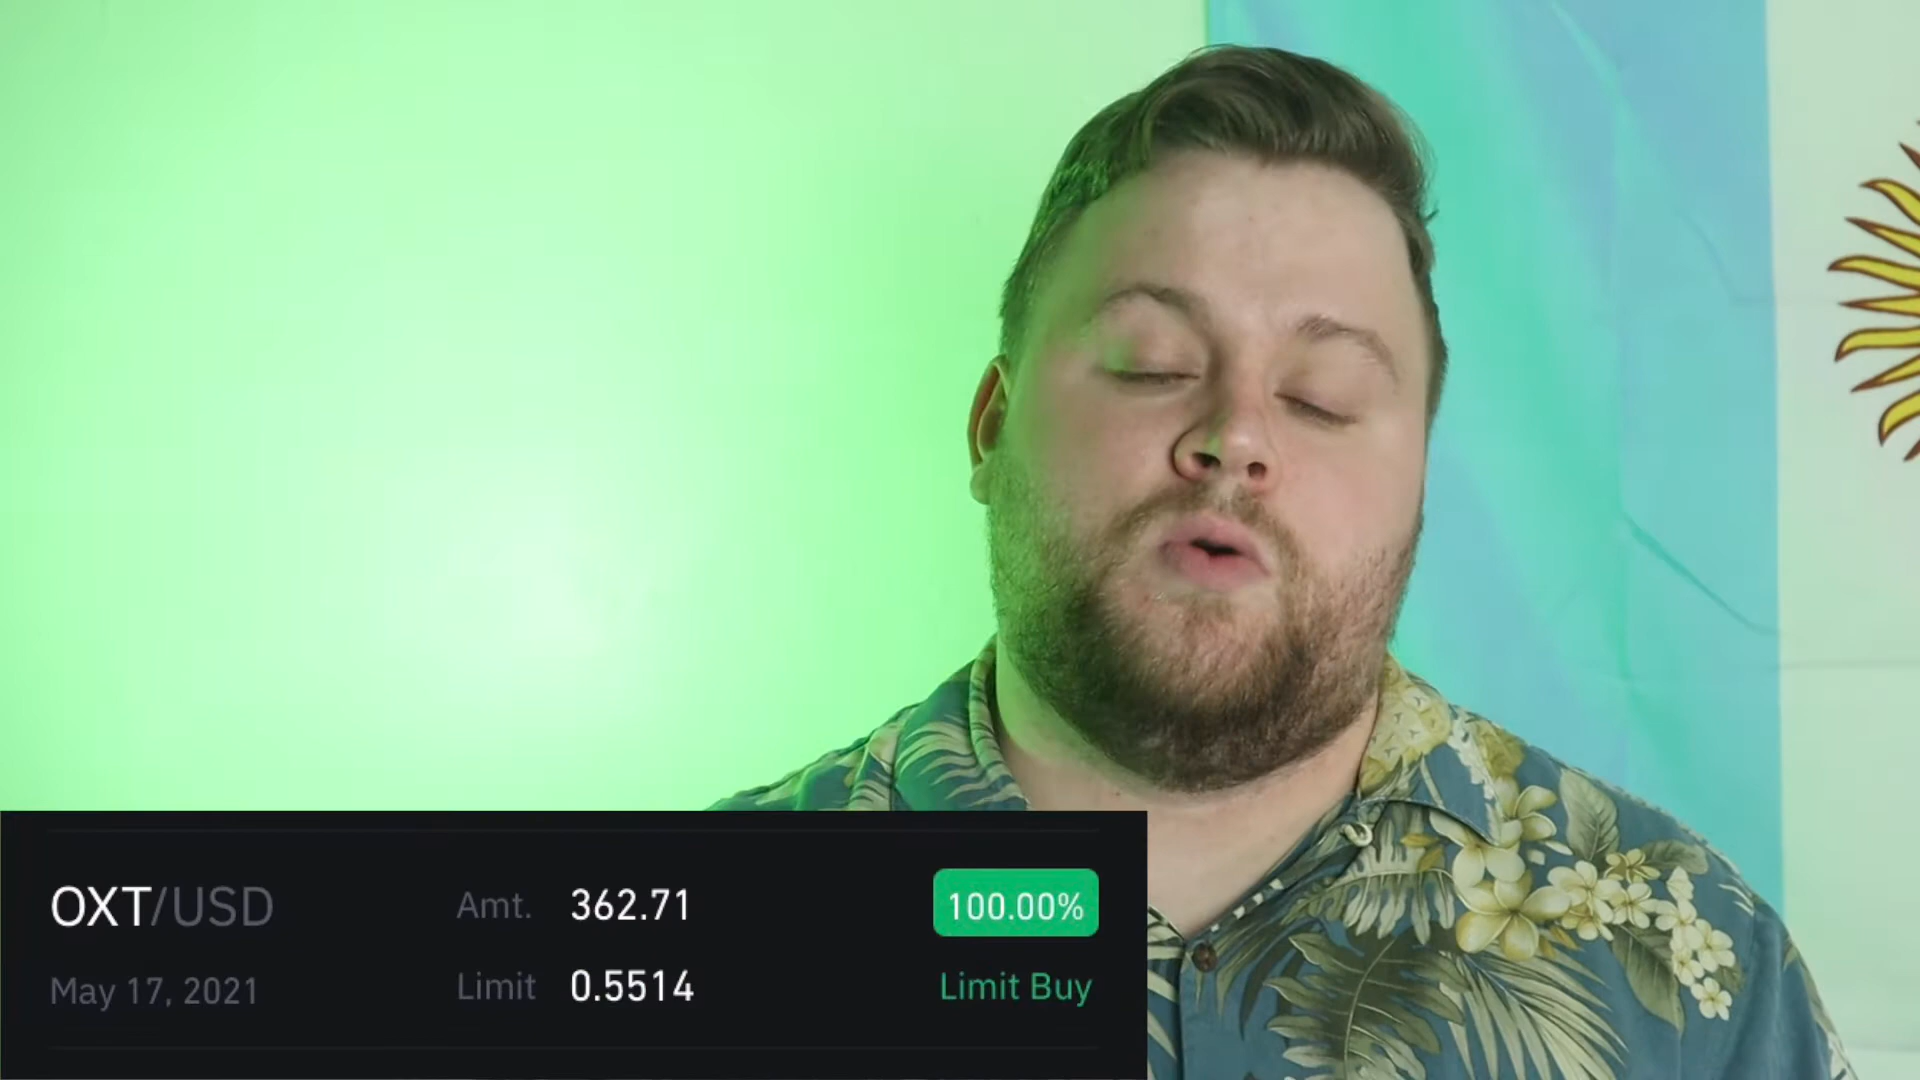 OXT/USD Amt. 362.71 100.00%
May 17, 2021 Limit 0.5514 Limit Buy